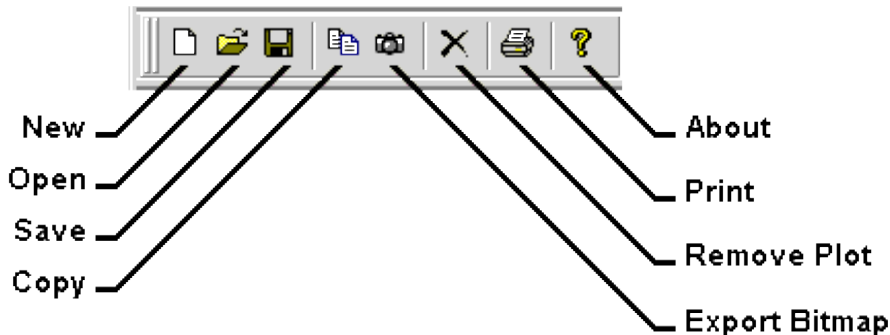 New
Open
Save
Copy
About
Print
Remove Plot
Export Bitmap